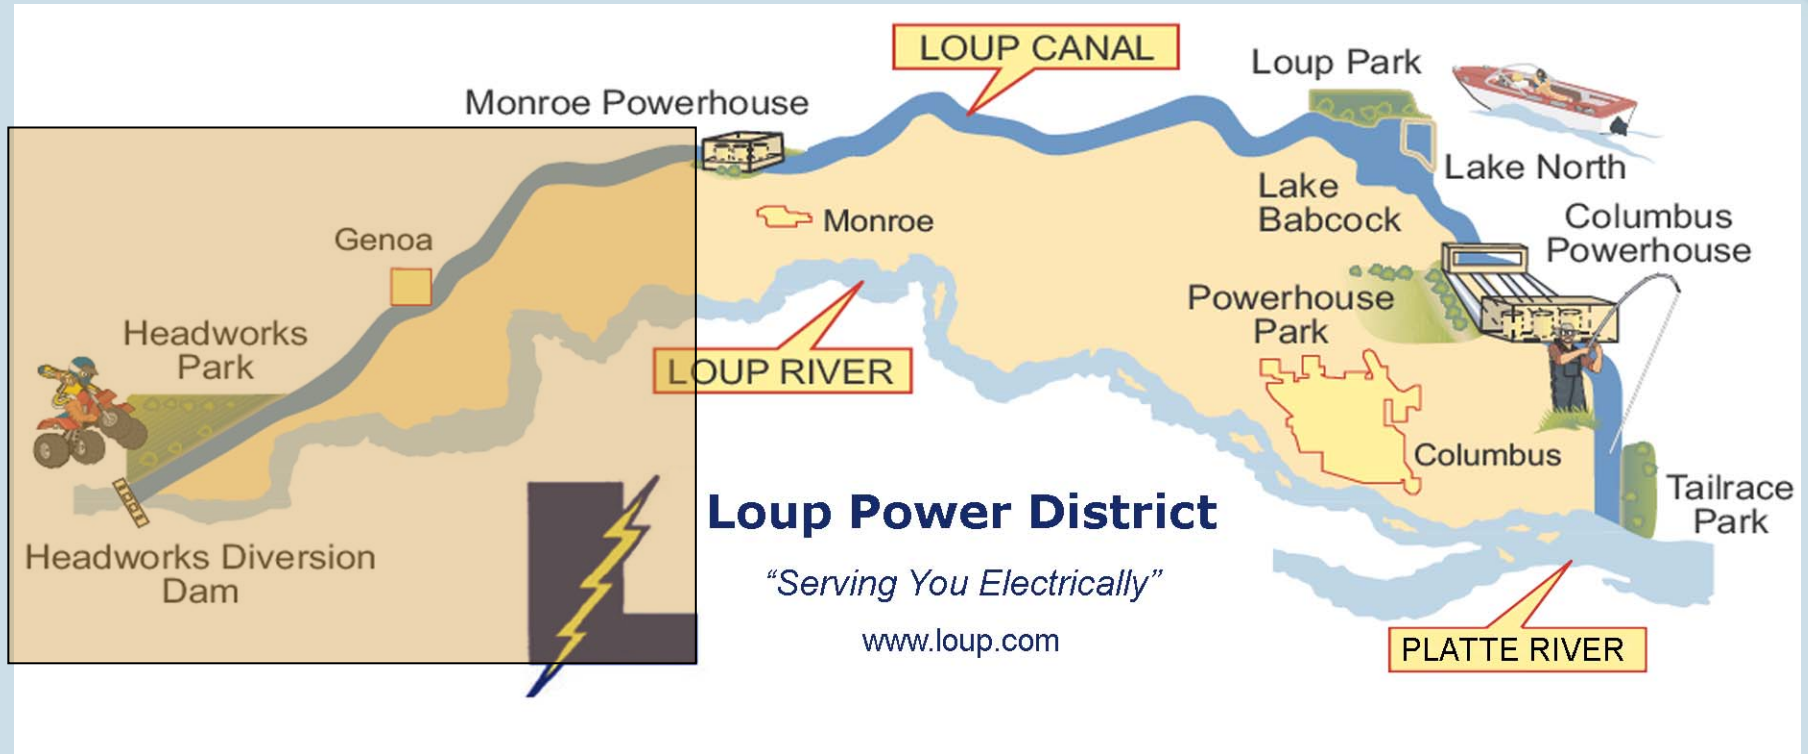 LOUP CANAL
Loup Park
Monroe Powerhouse
Lake North
Lake
Babcock
Columbus
Powerhouse
Monroe
Genoa
Powerhouse
Park
Headworks
Park
LOUP RIVER
Columbus
Tailrace
Park
Loup Power District
Headworks Diversion
Dam
“Serving You Electrically”
www.loup.com
PLATTE RIVER